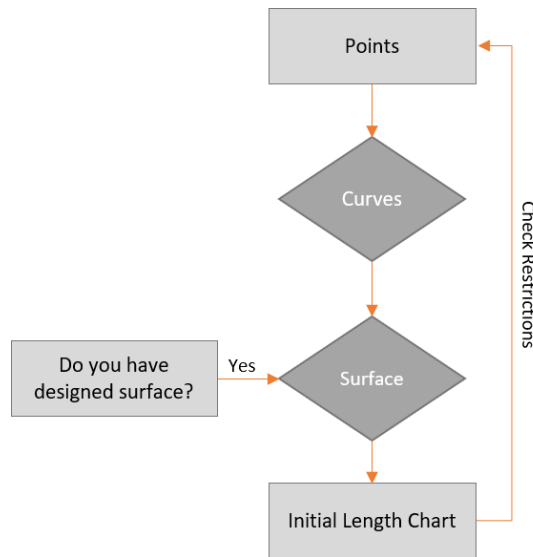 Points
Curves
Check Restrictions
Do you have
designed surface?
Yes
Surface
Initial Length Chart